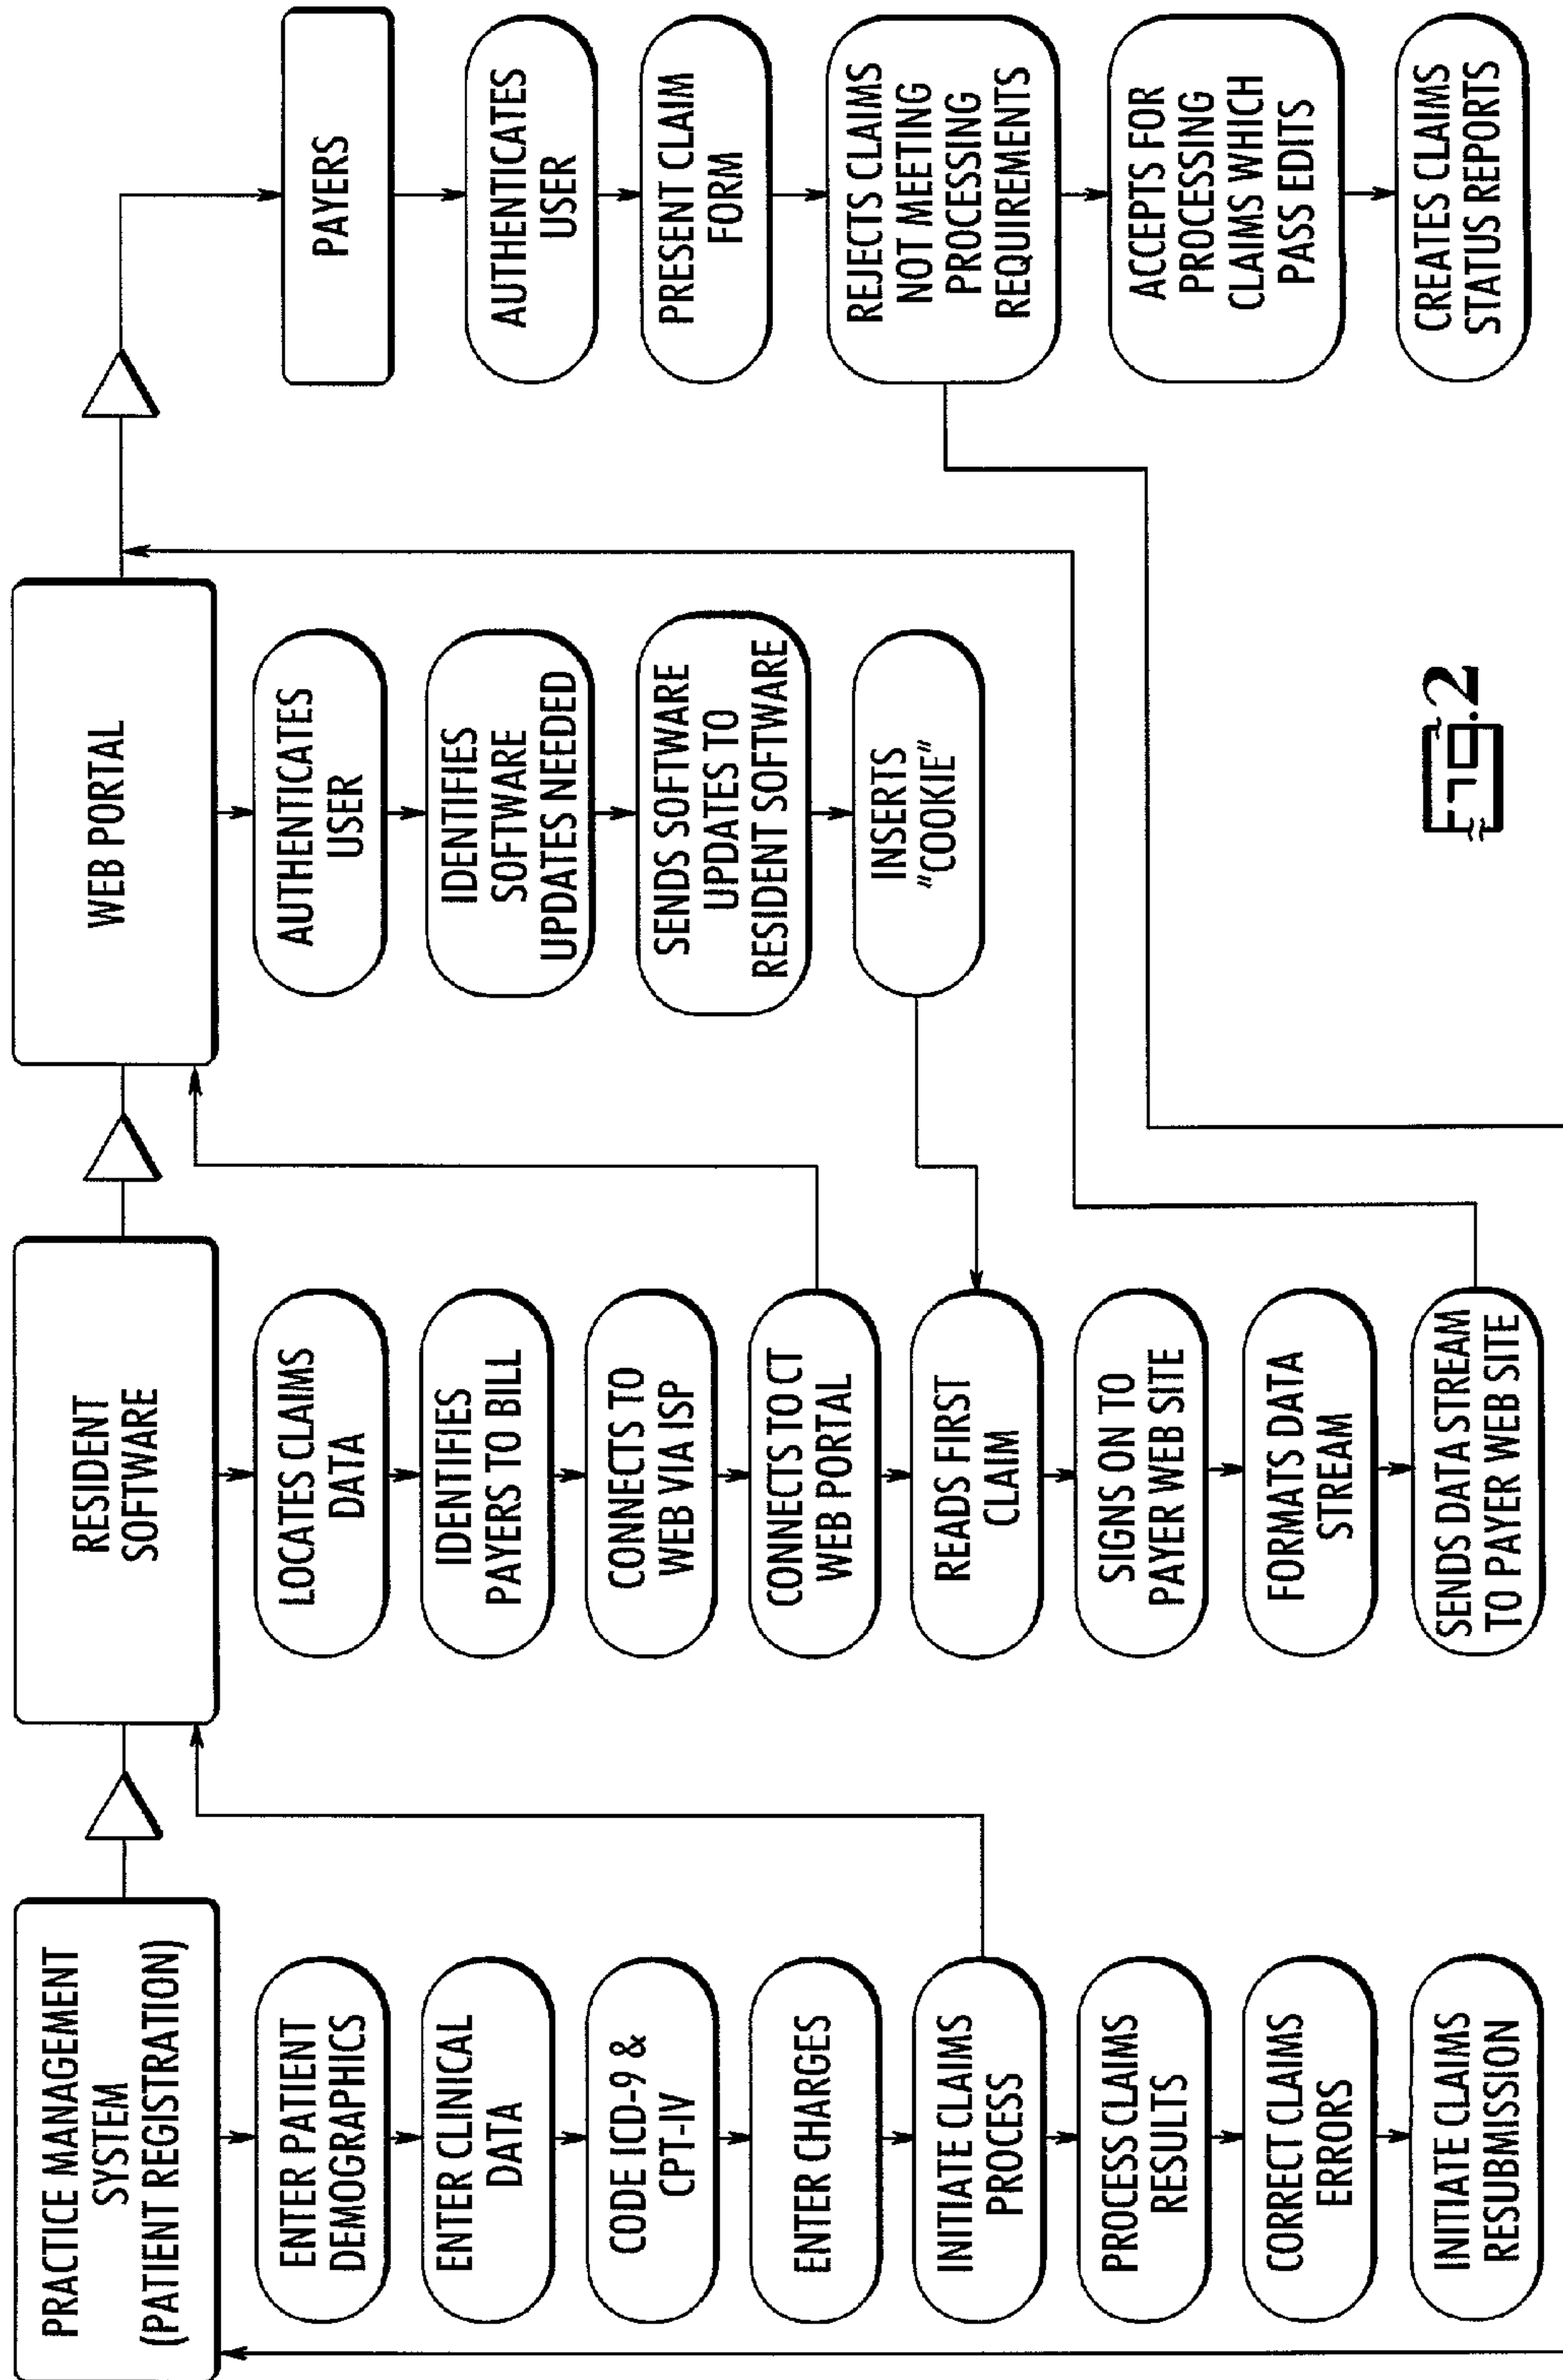 PRACTICE MANAGEMENT
SYSTEM
(PATIENT REGISTRATION)
ENTER PATIENT
DEMOGRAPHICS
ENTER CLINICAL
DATA
CODE ICD-9 &
CPT-IV
ENTER CHARGES
INITIATE CLAIMS
PROCESS
PROCESS CLAIMS
RESULTS
CORRECT CLAIMS
ERRORS
INITIATE CLAIMS
RESUBMISSION
RESIDENT
SOFTWARE
LOCATES CLAIMS
DATA
IDENTIFIES
PAYERS TO BILL
CONNECTS TO
WEB VIA ISP
CONNECTS TO CT
WEB PORTAL
READS FIRST
CLAIM
SIGNS ON TO
PAYER WEB SITE
FORMATS DATA
STREAM
SENDS DATA STREAM
TO PAYER WEB SITE
WEB PORTAL
AUTHENTICATES
USER
IDENTIFIES
SOFTWARE
UPDATES NEEDED
SENDS SOFTWARE
UPDATES TO
RESIDENT SOFTWARE
INSERTS
"COOKIE"
PAYERS
AUTHENTICATES
USER
PRESENT CLAIM
FORM
REJECTS CLAIMS
NOT MEETING
PROCESSING
REQUIREMENTS
ACCEPTS FOR
PROCESSING
CLAIMS WHICH
PASS EDITS
CREATES CLAIMS
STATUS REPORTS
Fig.2